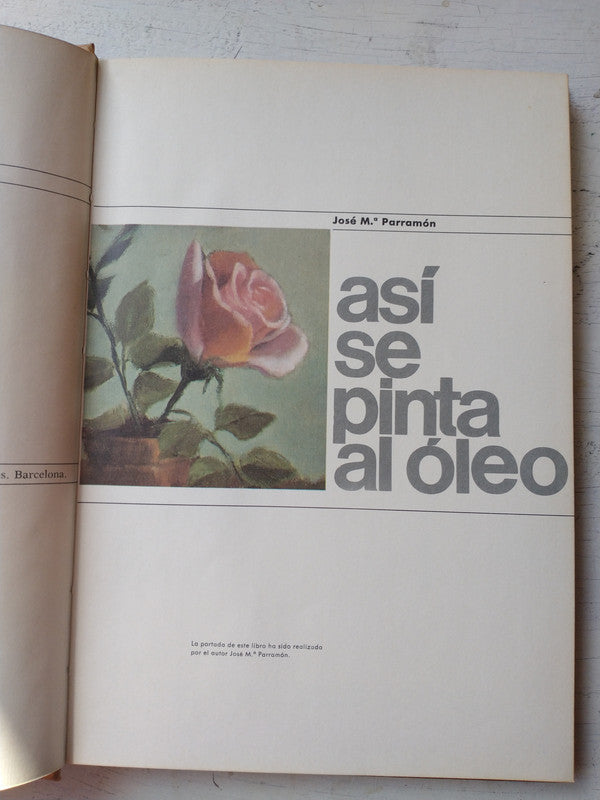 s. Barcelona.
José M.ª Parramón
así
se
pinta
al óleo
La portada de este libro ha sido realizada
por el autor José M.ª Parramón.